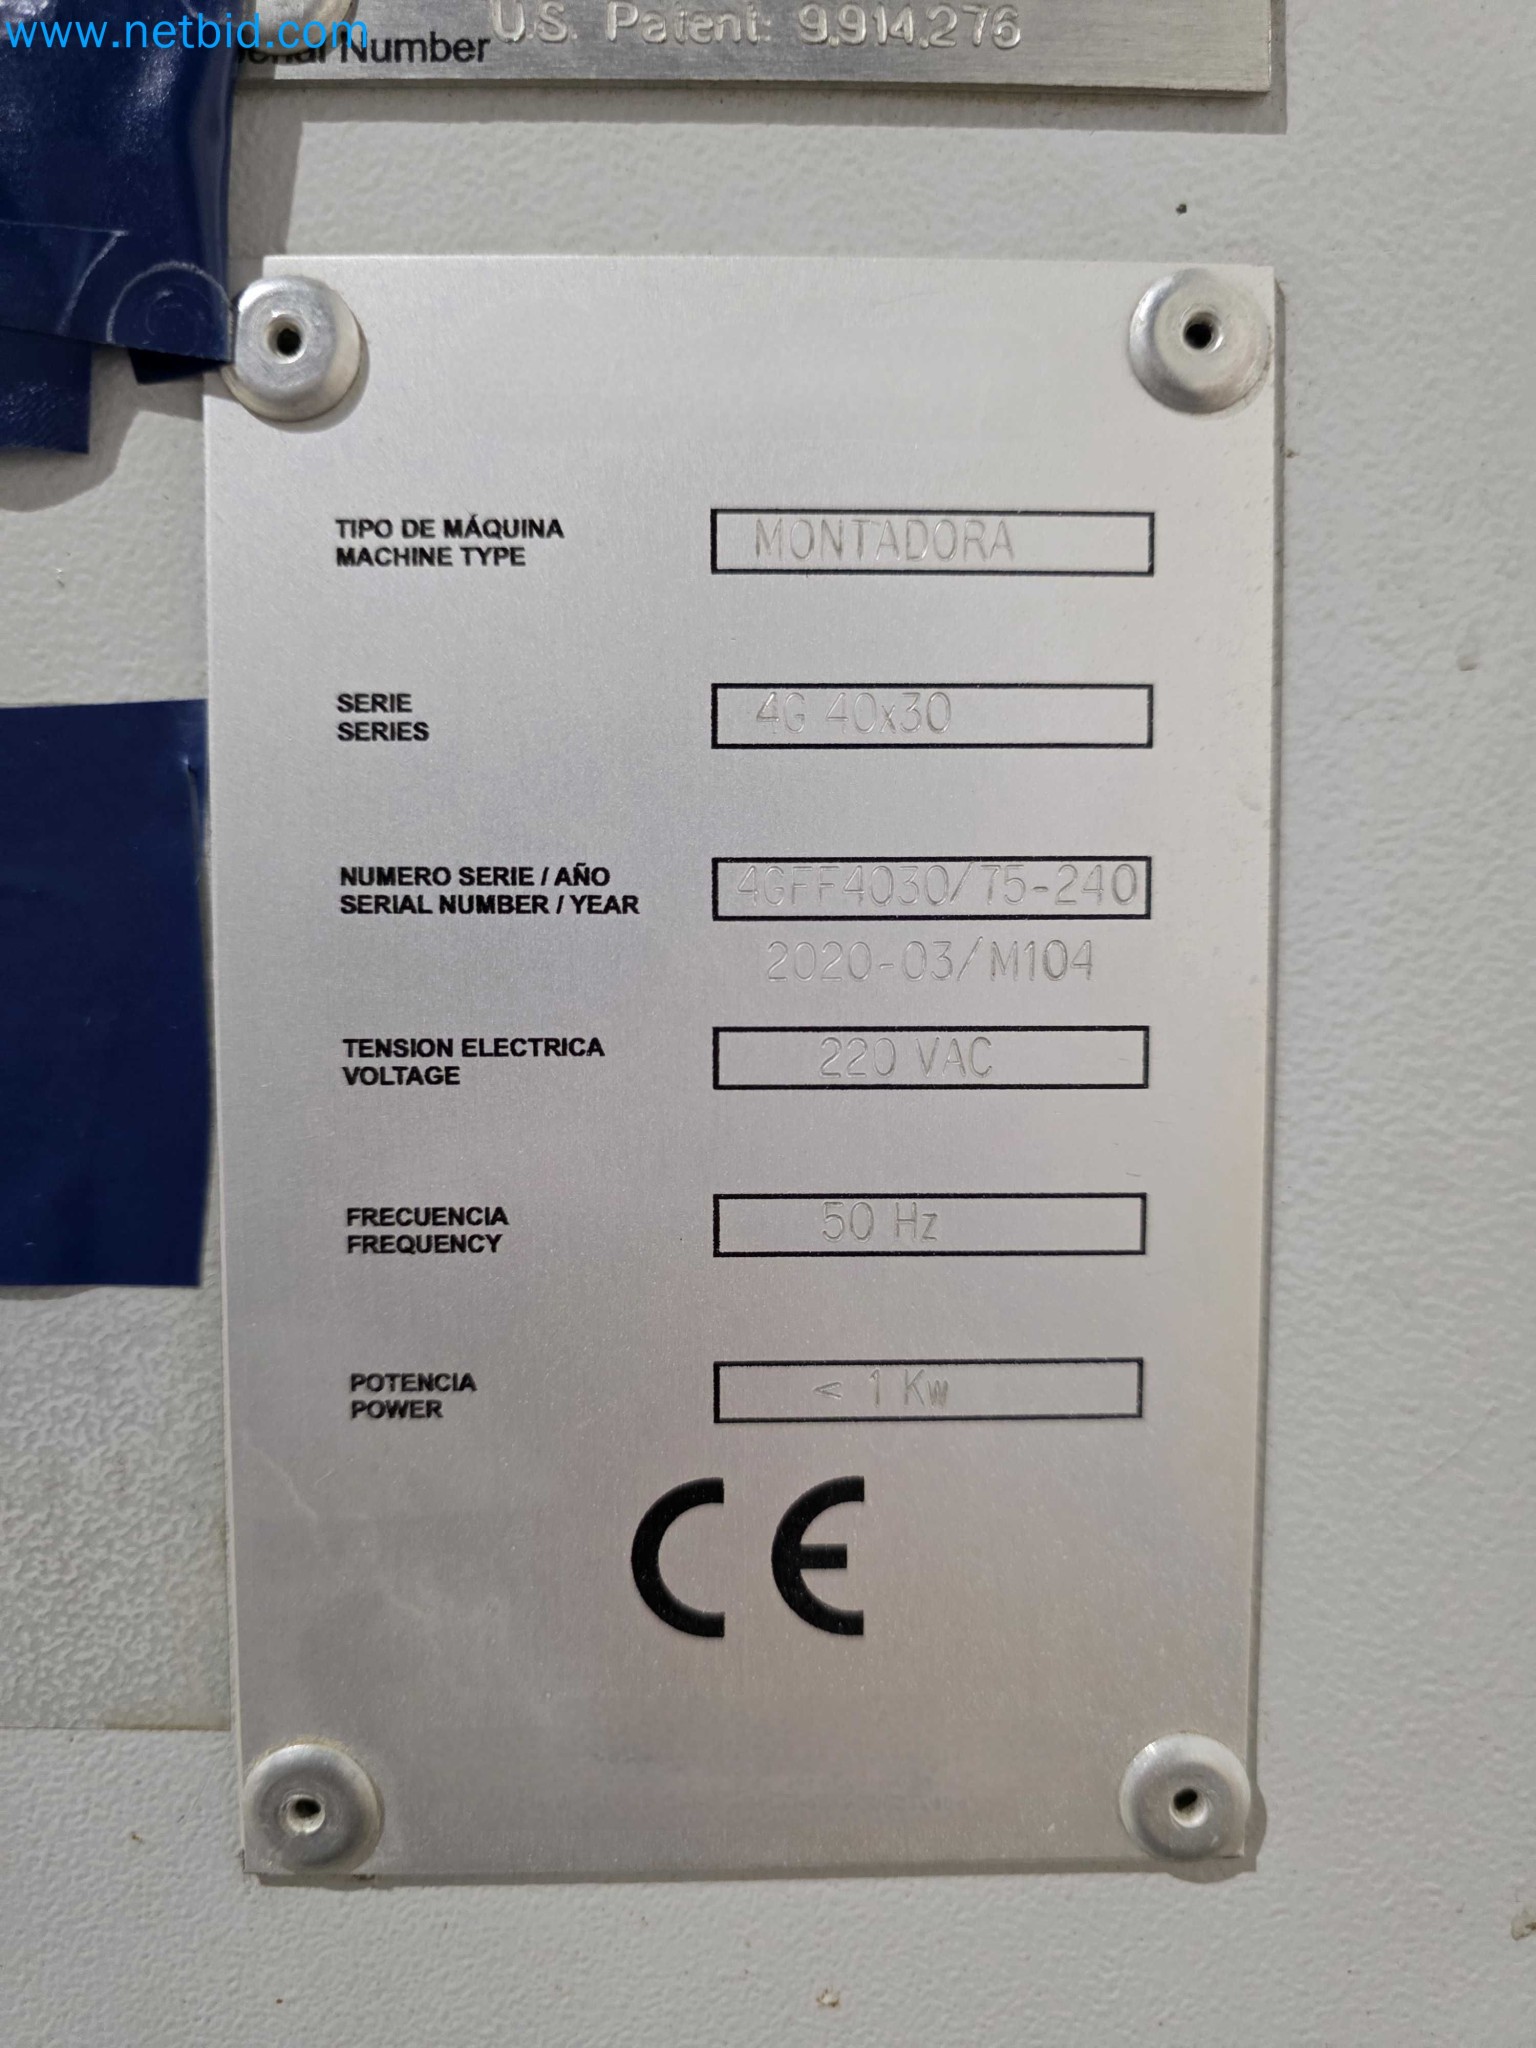 www.netbid.com
U.S. Patent: 9.914.276
Serial Number
TIPO DE MÁQUINA
MACHINE TYPE
MONTADORA
SERIE
SERIES
4G 40x30
NUMERO SERIE / AÑO
SERIAL NUMBER / YEAR
4GFF4030/75-240
2020-03/M104
TENSION ELECTRICA
VOLTAGE
220 VAC
FRECUENCIA
FREQUENCY
50 Hz
POTENCIA
POWER
< 1 Kw
CE